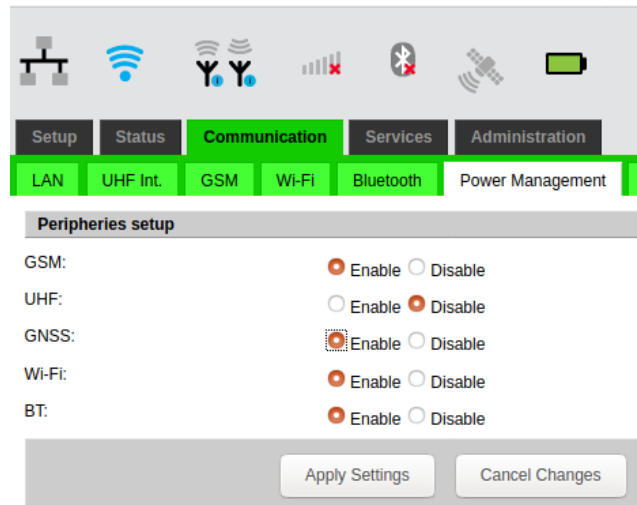 Setup Status Communication Services Administration
LAN UHF Int. GSM Wi-Fi Bluetooth Power Management
Peripheries setup
GSM: Enable Disable
UHF: Enable Disable
GNSS: Enable Disable
Wi-Fi: Enable Disable
BT: Enable Disable
Apply Settings Cancel Changes